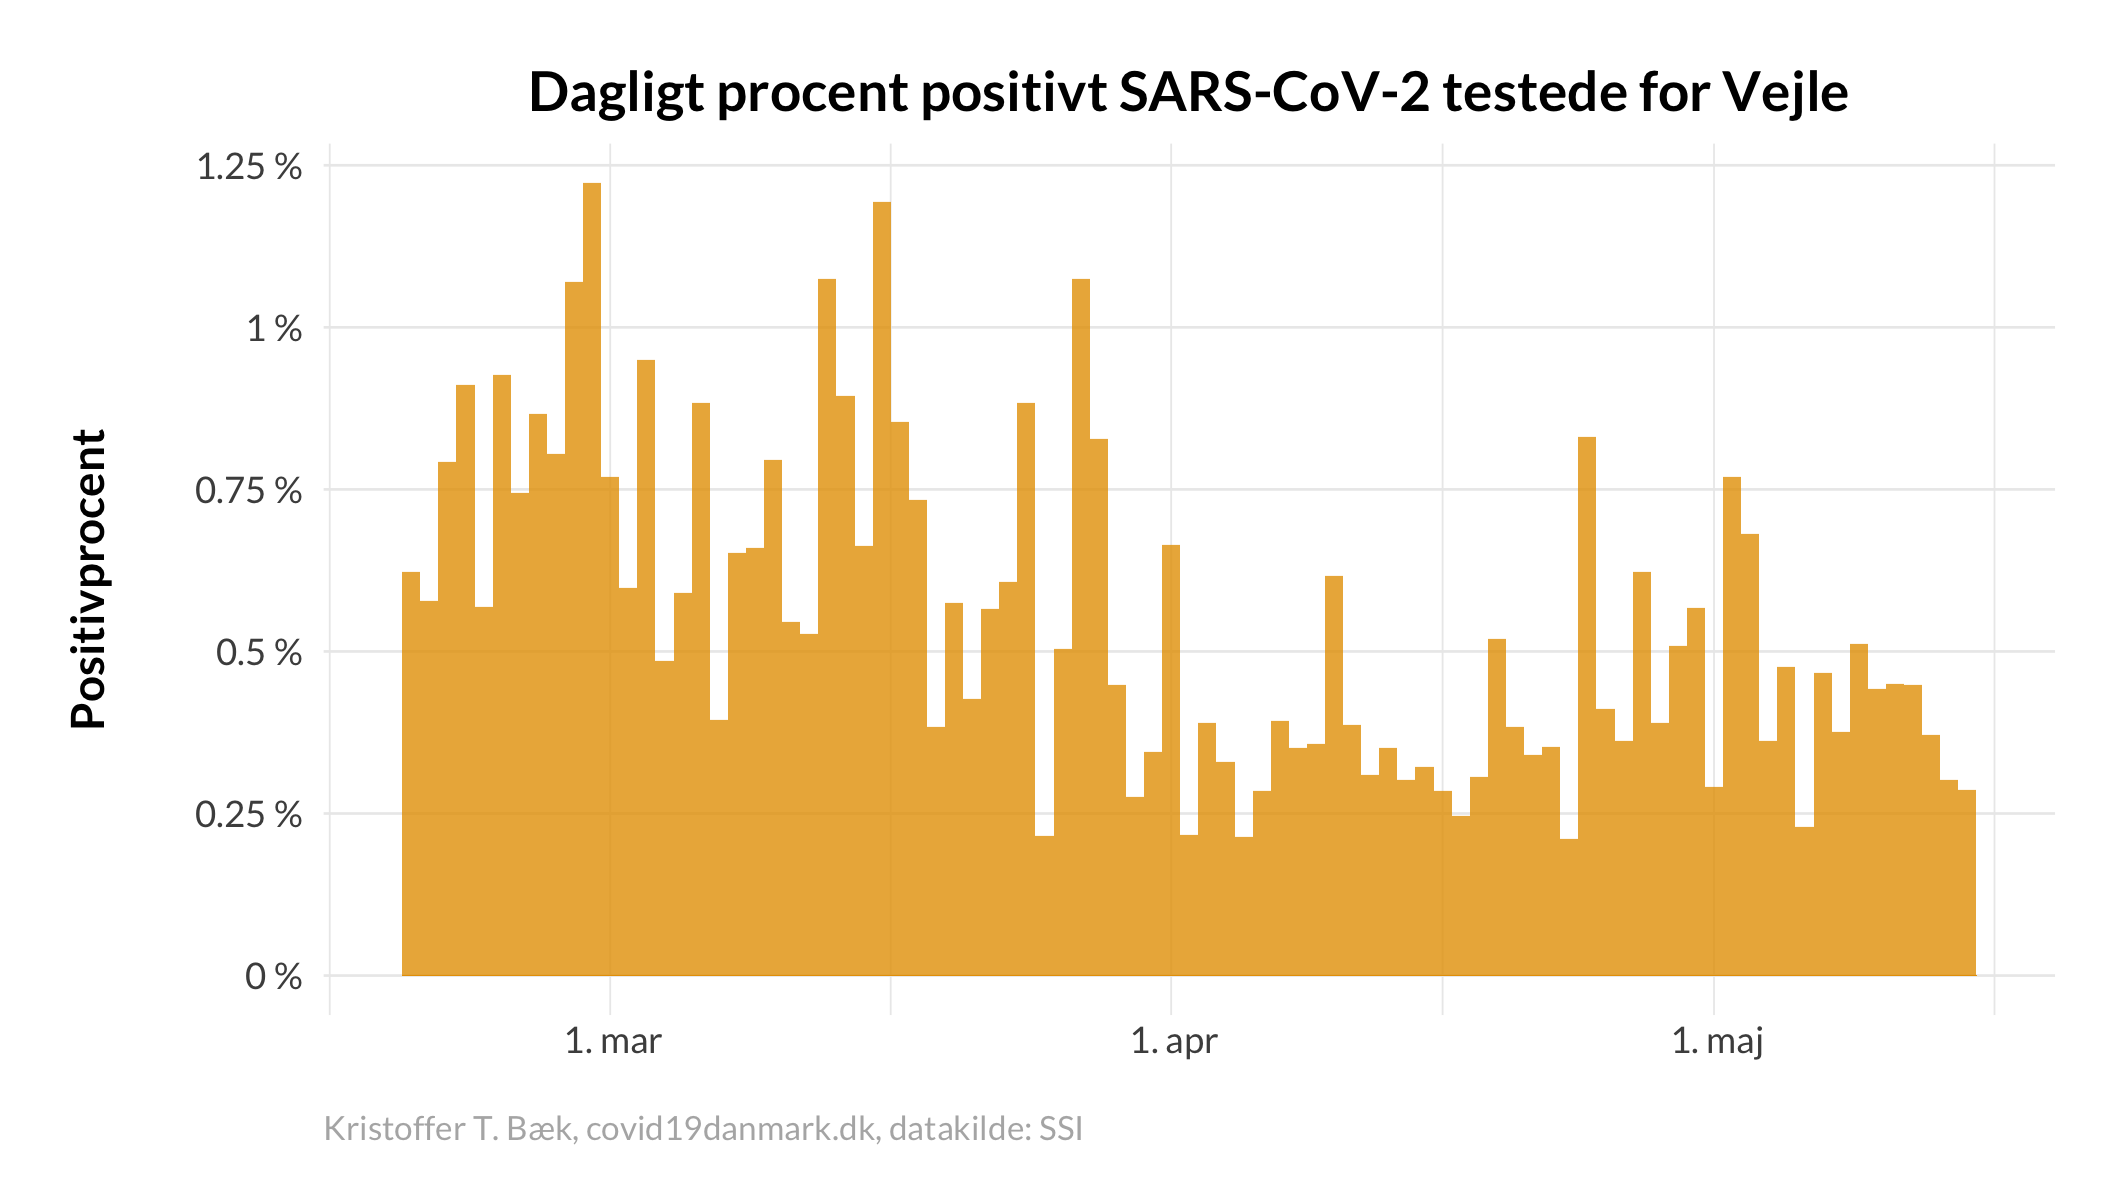 Dagligt procent positivt SARS-CoV-2 testede for Vejle
Positivprocent
1.25 %
1 %
0.75 %
0.5 %
0.25 %
0 %
1. mar
1. apr
1. maj
Kristoffer T. Bæk, covid19danmark.dk, datakilde: SSI